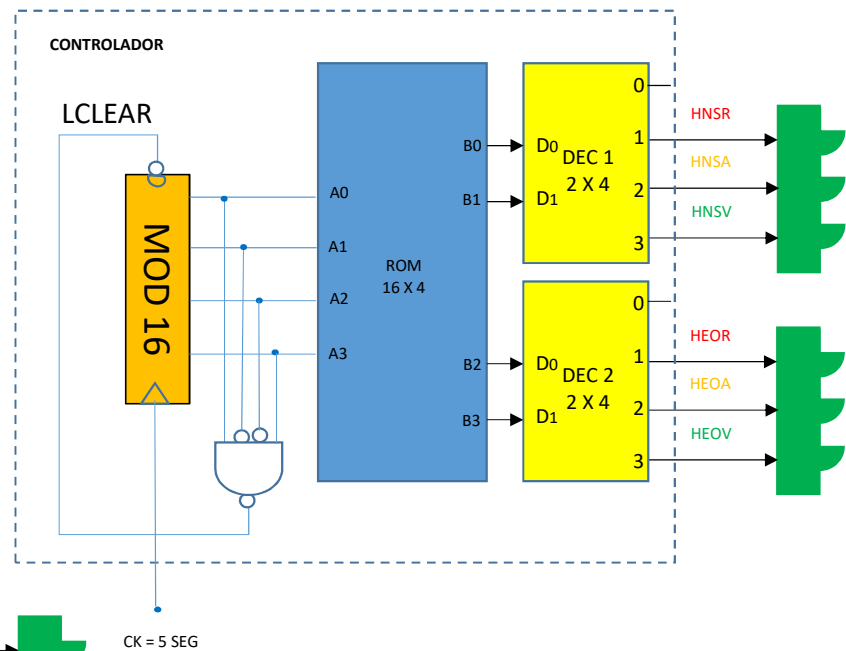 CONTROLADOR
LCLEAR
MOD 16
A0
A1
A2
A3
ROM
16 X 4
B0
B1
B2
B3
D0
D1
DEC 1
2 X 4
0
1
2
3
HNSR
HNSA
HNSV
D0
D1
DEC 2
2 X 4
0
1
2
3
HEOR
HEOA
HEOV
CK = 5 SEG